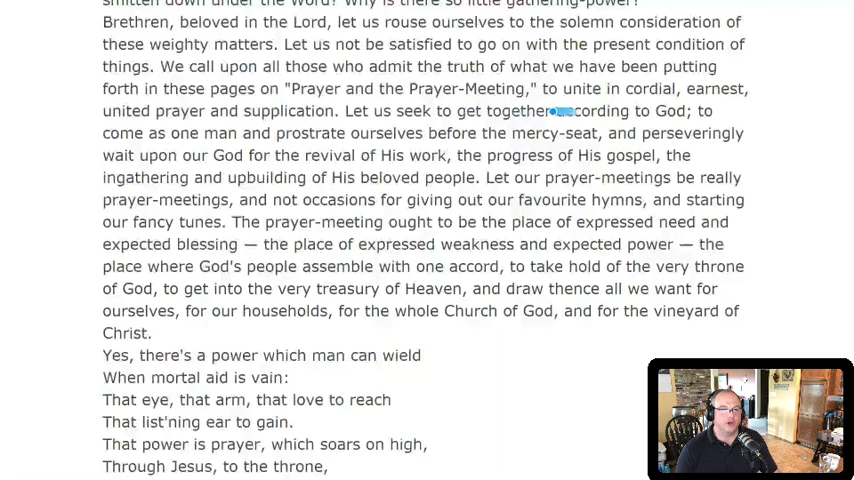 smitten down under the Word? Why is there so little gathering-power?
Brethren, beloved in the Lord, let us rouse ourselves to the solemn consideration of
these weighty matters. Let us not be satisfied to go on with the present condition of
things. We call upon all those who admit the truth of what we have been putting
forth in these pages on "Prayer and the Prayer-Meeting," to unite in cordial, earnest,
united prayer and supplication. Let us seek to get together according to God; to
come as one man and prostrate ourselves before the mercy-seat, and perseveringly
wait upon our God for the revival of His work, the progress of His gospel, the
ingathering and upbuilding of His beloved people. Let our prayer-meetings be really
prayer-meetings, and not occasions for giving out our favourite hymns, and starting
our fancy tunes. The prayer-meeting ought to be the place of expressed need and
expected blessing — the place of expressed weakness and expected power — the
place where God's people assemble with one accord, to take hold of the very throne
of God, to get into the very treasury of Heaven, and draw thence all we want for
ourselves, for our households, for the whole Church of God, and for the vineyard of
Christ.
Yes, there's a power which man can wield
When mortal aid is vain:
That eye, that arm, that love to reach
That list'ning ear to gain.
That power is prayer, which soars on high,
Through Jesus, to the throne,